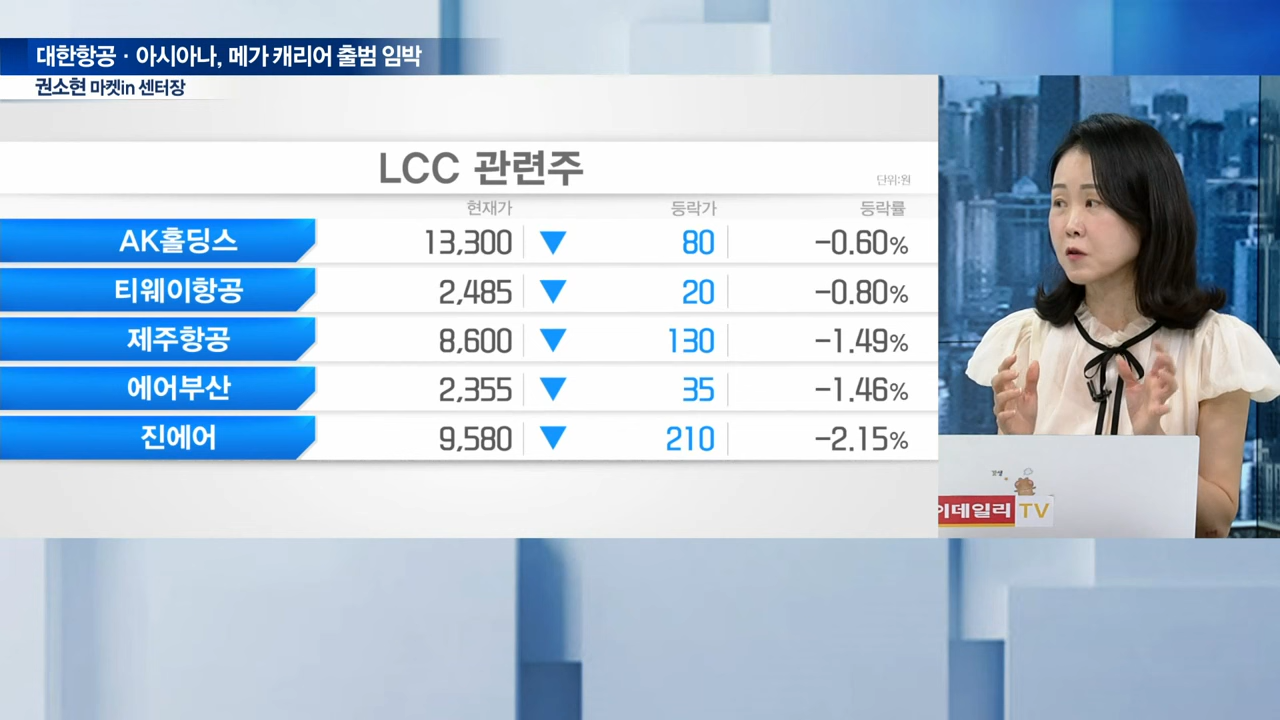 대한항공 · 아시아나, 메가 캐리어 출범 임박
권소현 마켓in 센터장
LCC 관련주
단위:원
현재가 등락가 등락률
AK홀딩스 13,300 ▼ 80 -0.60%
티웨이항공 2,485 ▼ 20 -0.80%
제주항공 8,600 ▼ 130 -1.49%
에어부산 2,355 ▼ 35 -1.46%
진에어 9,580 ▼ 210 -2.15%
이데일리 TV